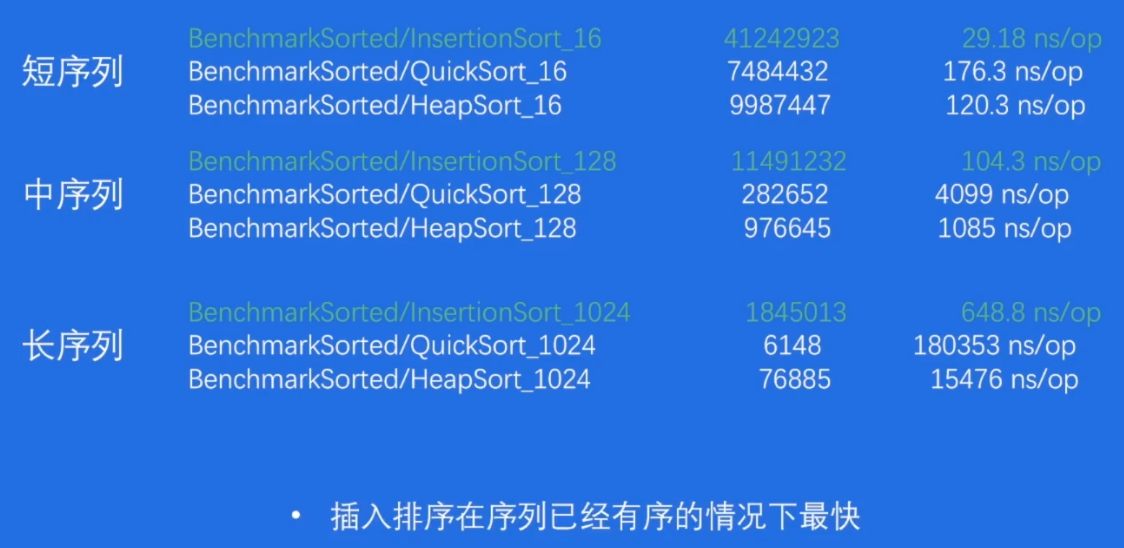 短序列
BenchmarkSorted/InsertionSort_16 41242923 29.18 ns/op
BenchmarkSorted/QuickSort_16 7484432 176.3 ns/op
BenchmarkSorted/HeapSort_16 9987447 120.3 ns/op
中序列
BenchmarkSorted/InsertionSort_128 11491232 104.3 ns/op
BenchmarkSorted/QuickSort_128 282652 4099 ns/op
BenchmarkSorted/HeapSort_128 976645 1085 ns/op
长序列
BenchmarkSorted/InsertionSort_1024 1845013 648.8 ns/op
BenchmarkSorted/QuickSort_1024 6148 180353 ns/op
BenchmarkSorted/HeapSort_1024 76885 15476 ns/op
• 插入排序在序列已经有序的情况下最快